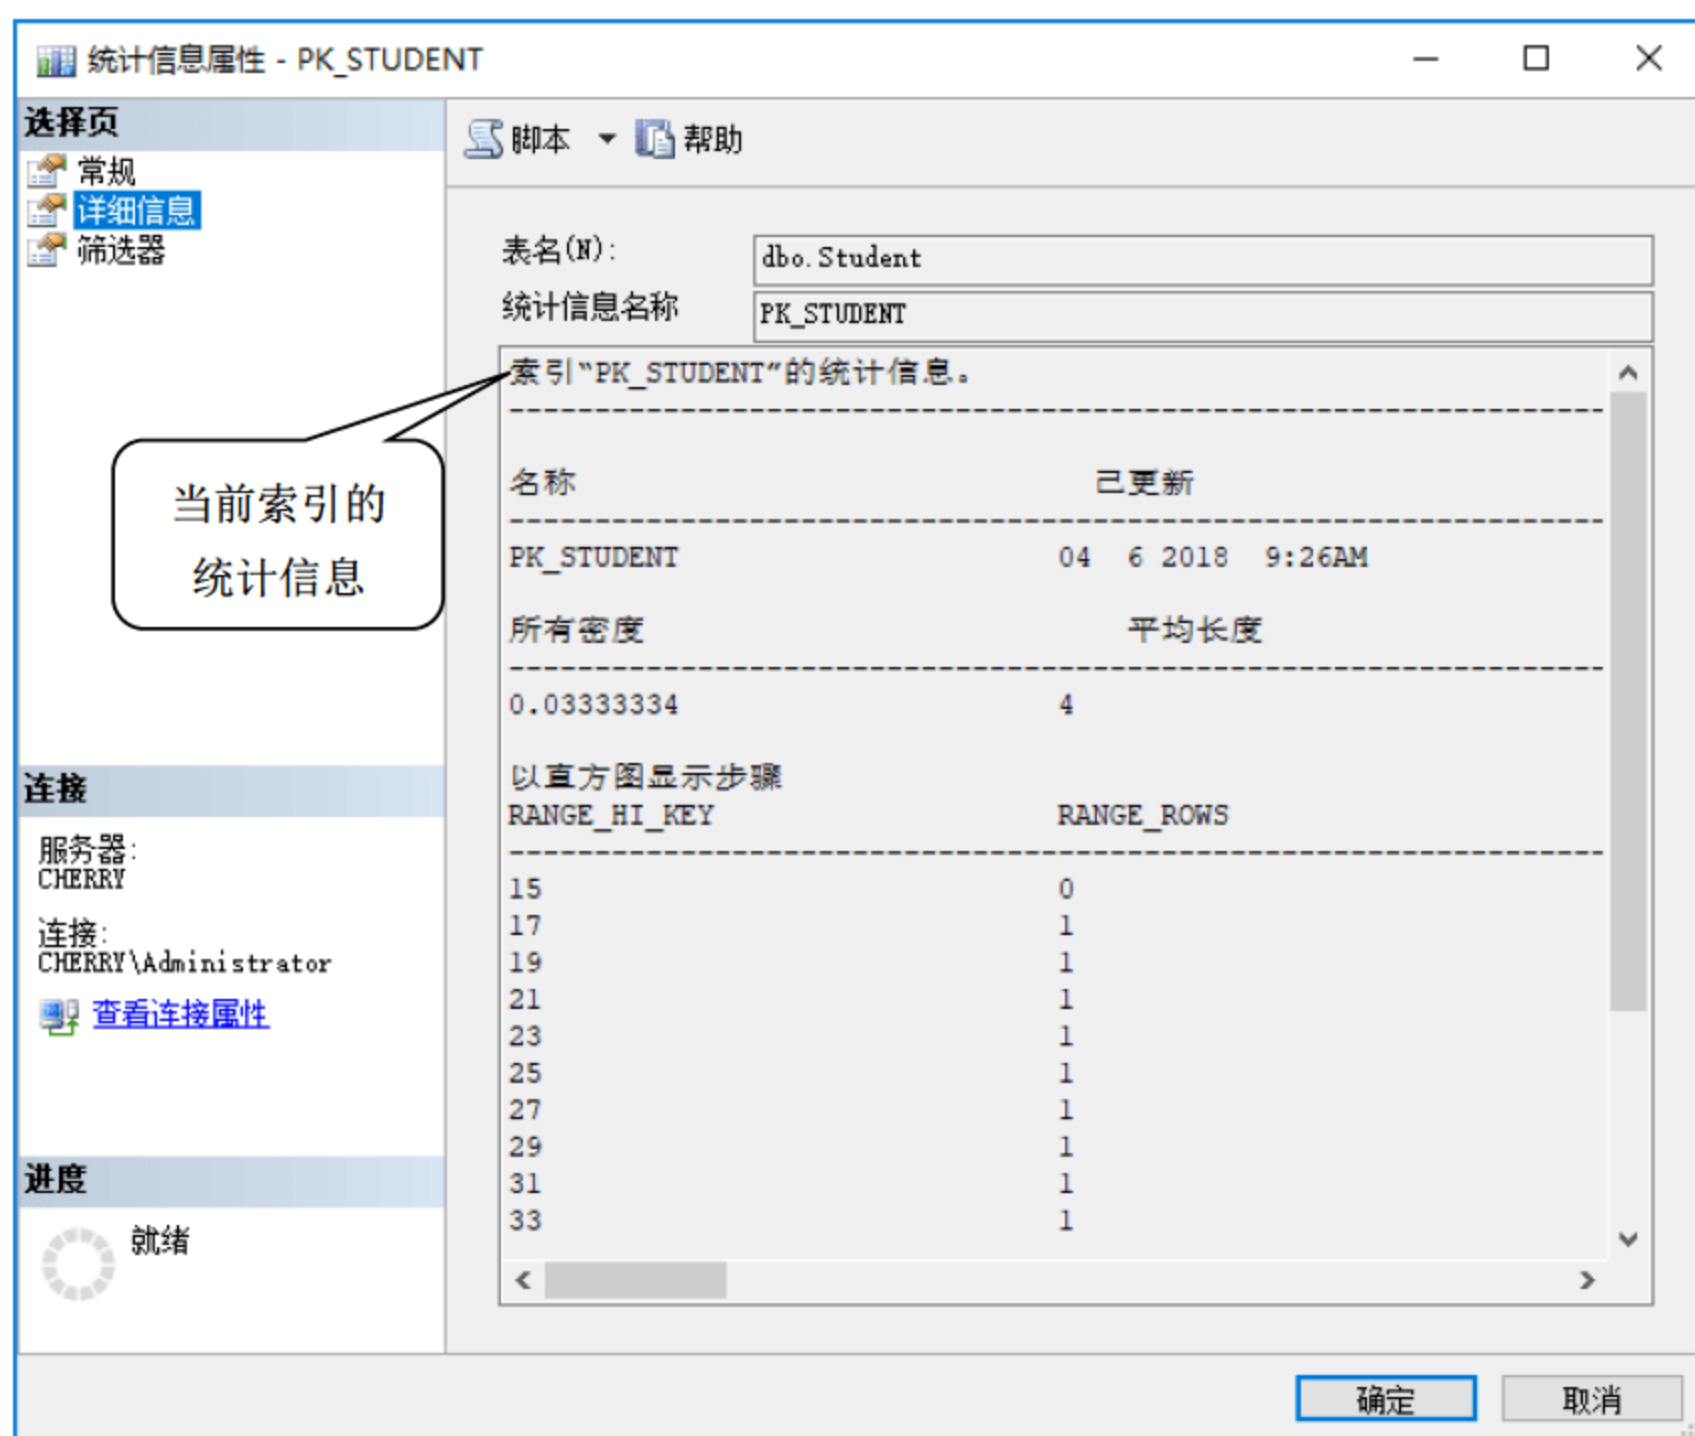 统计信息属性 - PK_STUDENT
选择页
常规
详细信息
筛选器
脚本
帮助
表名(N):
dbo.Student
统计信息名称
PK_STUDENT
索引“PK_STUDENT”的统计信息。
--------------------------------------------------------------------
名称 已更新
--------------------------------------------------------------------
PK_STUDENT 04 6 2018 9:26AM
所有密度 平均长度
--------------------------------------------------------------------
0.03333334 4
以直方图显示步骤
RANGE_HI_KEY RANGE_ROWS
--------------------------------------------------------------------
15 0
17 1
19 1
21 1
23 1
25 1
27 1
29 1
31 1
33 1
当前索引的
统计信息
连接
服务器:
CHERRY
连接:
CHERRY\Administrator
查看连接属性
进度
就绪
确定
取消